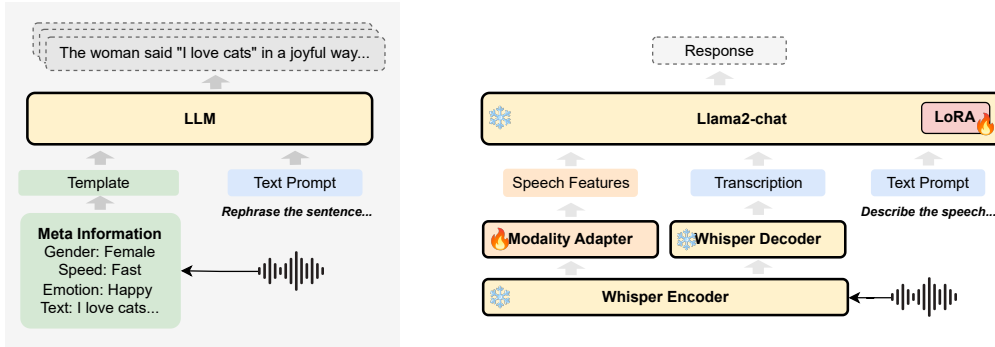 The woman said "I love cats" in a joyful way...
LLM
Template
Text Prompt
Rephrase the sentence...
Meta Information
Gender: Female
Speed: Fast
Emotion: Happy
Text: I love cats...
Response
Llama2-chat
LoRA
Speech Features
Transcription
Text Prompt
Describe the speech...
Modality Adapter
Whisper Decoder
Whisper Encoder